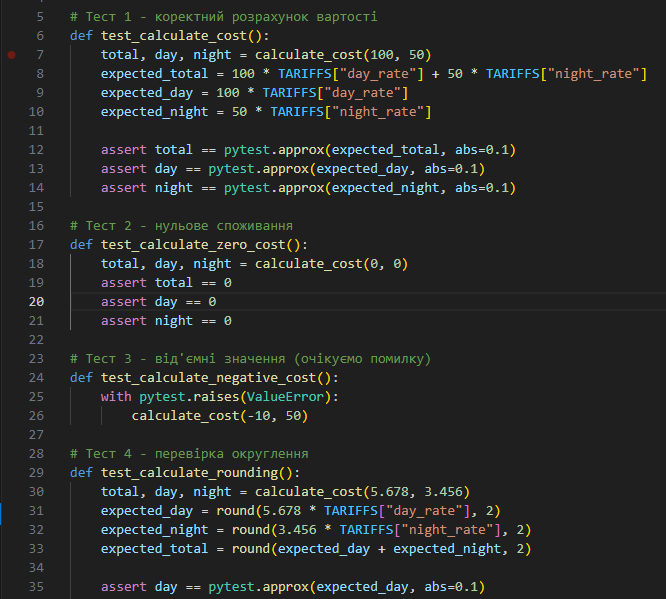 5 # Тест 1 - коректний розрахунок вартості
6 def test_calculate_cost():
7     total, day, night = calculate_cost(100, 50)
8     expected_total = 100 * TARIFFS["day_rate"] + 50 * TARIFFS["night_rate"]
9     expected_day = 100 * TARIFFS["day_rate"]
10     expected_night = 50 * TARIFFS["night_rate"]
11
12     assert total == pytest.approx(expected_total, abs=0.1)
13     assert day == pytest.approx(expected_day, abs=0.1)
14     assert night == pytest.approx(expected_night, abs=0.1)
15
16 # Тест 2 - нульове споживання
17 def test_calculate_zero_cost():
18     total, day, night = calculate_cost(0, 0)
19     assert total == 0
20     assert day == 0
21     assert night == 0
22
23 # Тест 3 - від'ємні значення (очікуємо помилку)
24 def test_calculate_negative_cost():
25     with pytest.raises(ValueError):
26         calculate_cost(-10, 50)
27
28 # Тест 4 - перевірка округлення
29 def test_calculate_rounding():
30     total, day, night = calculate_cost(5.678, 3.456)
31     expected_day = round(5.678 * TARIFFS["day_rate"], 2)
32     expected_night = round(3.456 * TARIFFS["night_rate"], 2)
33     expected_total = round(expected_day + expected_night, 2)
34
35     assert day == pytest.approx(expected_day, abs=0.1)